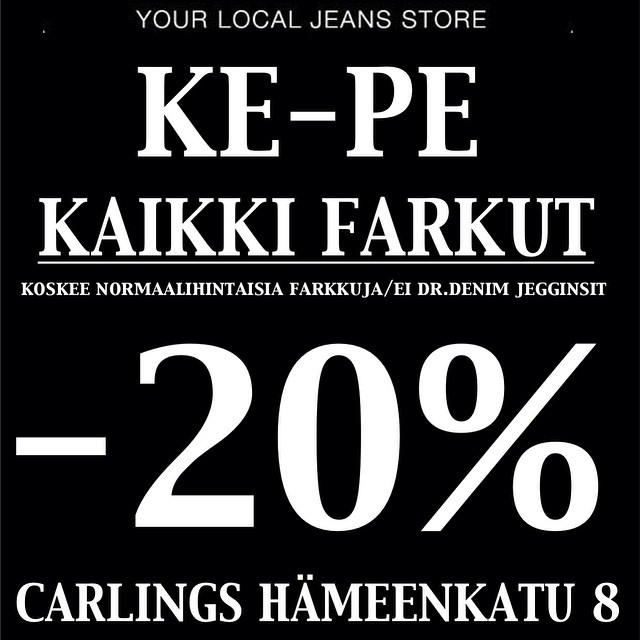 YOUR LOCAL JEANS STORE
KE-PE
KAIKKI FARKUT
KOSKEE NORMAALIHINTAISIA FARKKUJA/EI DR.DENIM JEGGINSIT
-20%
CARLINGS HÄMEENKATU 8